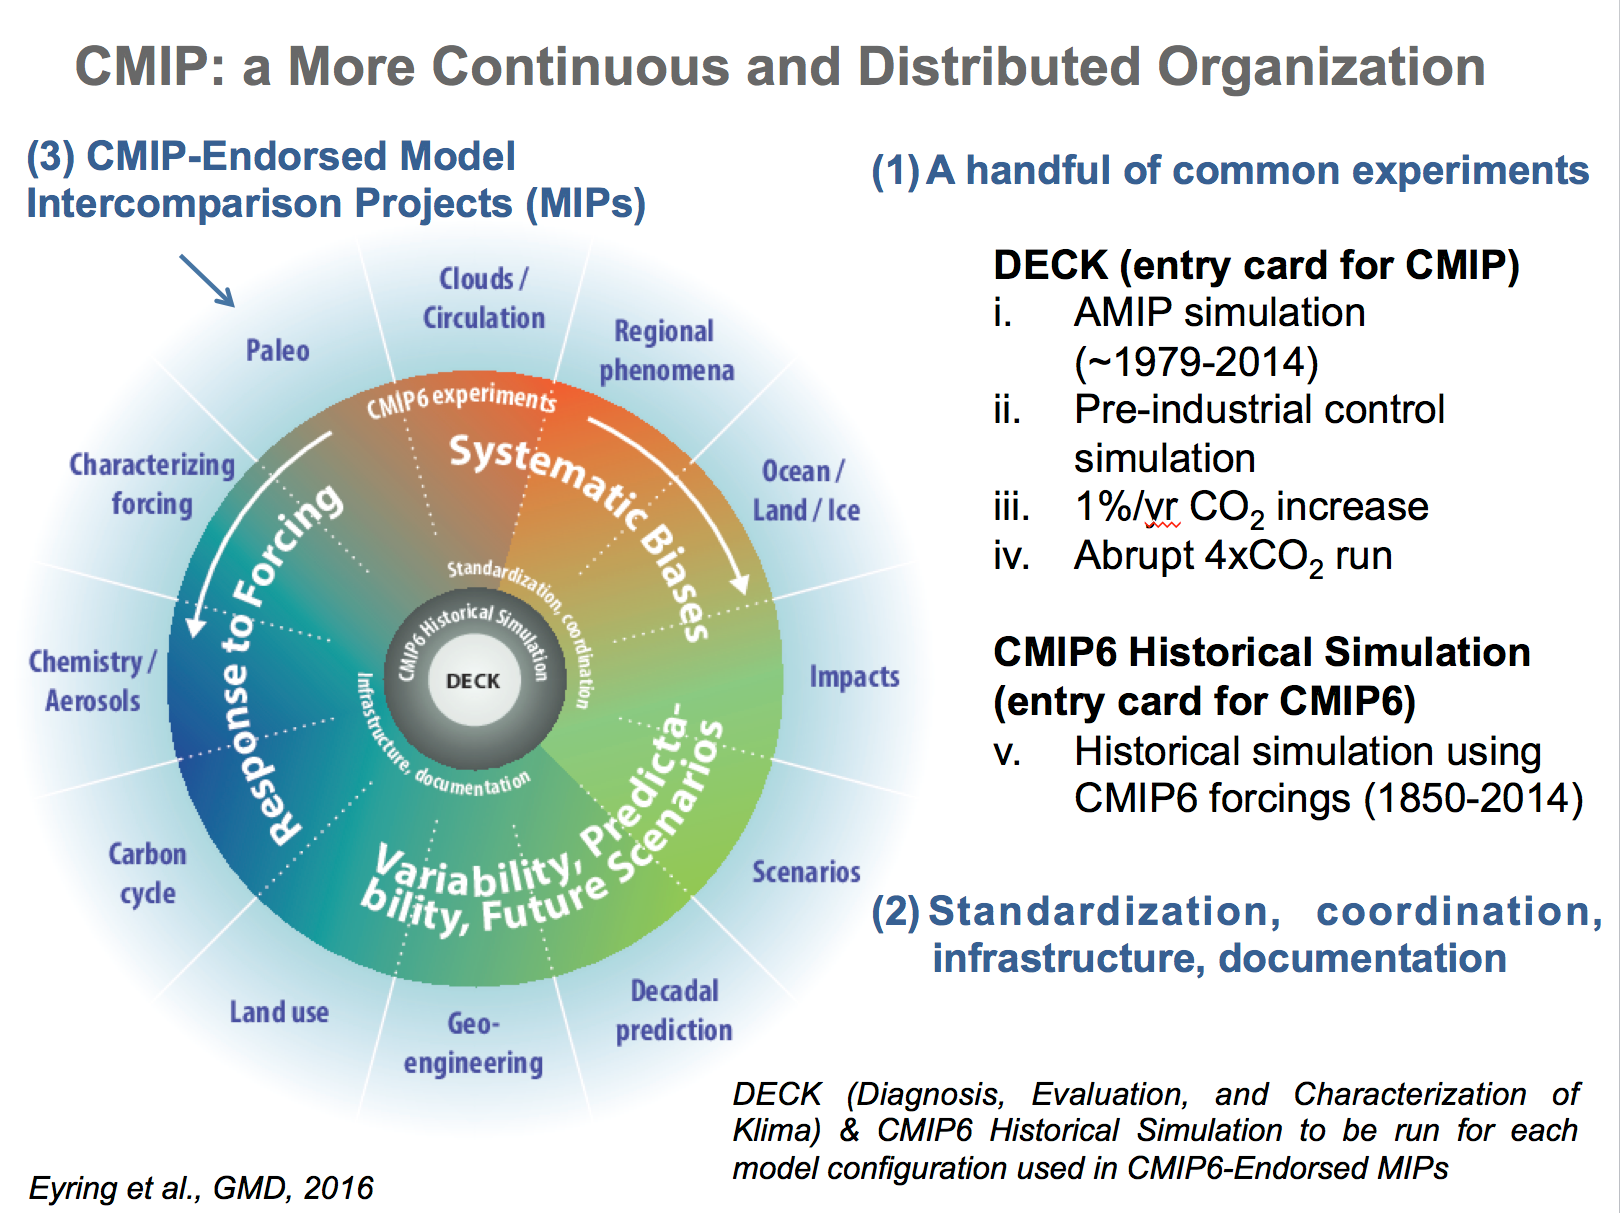 CMIP: a More Continuous and Distributed Organization
(3) CMIP-Endorsed Model
Intercomparison Projects (MIPs)
Clouds /
Circulation
Regional
phenomena
Paleo
Ocean /
Land / Ice
Characterizing
forcing
Impacts
Chemistry /
Aerosols
Scenarios
Carbon
cycle
Decadal
prediction
Land use
Geo-
engineering
CMIP6 experiments
Systematic Biases
Response to Forcing
Variability, Predicta-
bility, Future Scenarios
Standardization, coordination
Infrastructure, documentation
CMIP6 Historical Simulation
DECK
(1) A handful of common experiments
DECK (entry card for CMIP)
i. AMIP simulation
(~1979-2014)
ii. Pre-industrial control
simulation
iii. 1%/yr CO₂ increase
iv. Abrupt 4xCO₂ run
CMIP6 Historical Simulation
(entry card for CMIP6)
v. Historical simulation using
CMIP6 forcings (1850-2014)
(2) Standardization, coordination,
infrastructure, documentation
DECK (Diagnosis, Evaluation, and Characterization of
Klima) & CMIP6 Historical Simulation to be run for each
model configuration used in CMIP6-Endorsed MIPs
Eyring et al., GMD, 2016